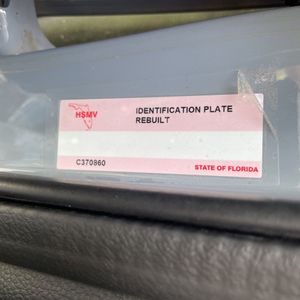 HSMV
IDENTIFICATION PLATE
REBUILT
C370860
STATE OF FLORIDA